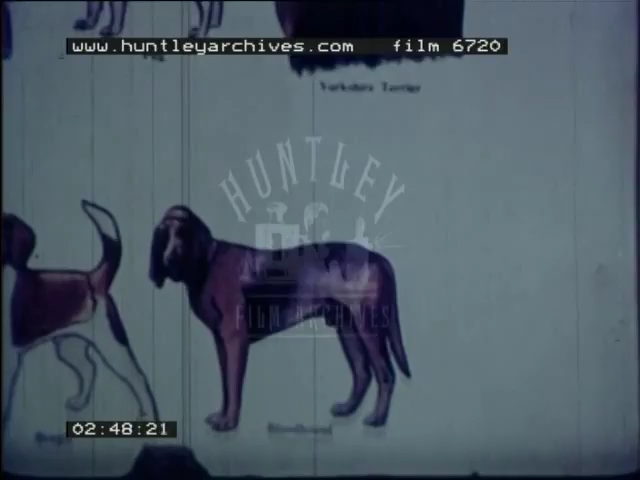 www.huntleyarchives.com film 6720
Yorkshire Terrier
HUNTLEY
FILM ARCHIVES
Bloodhound
02:48:21